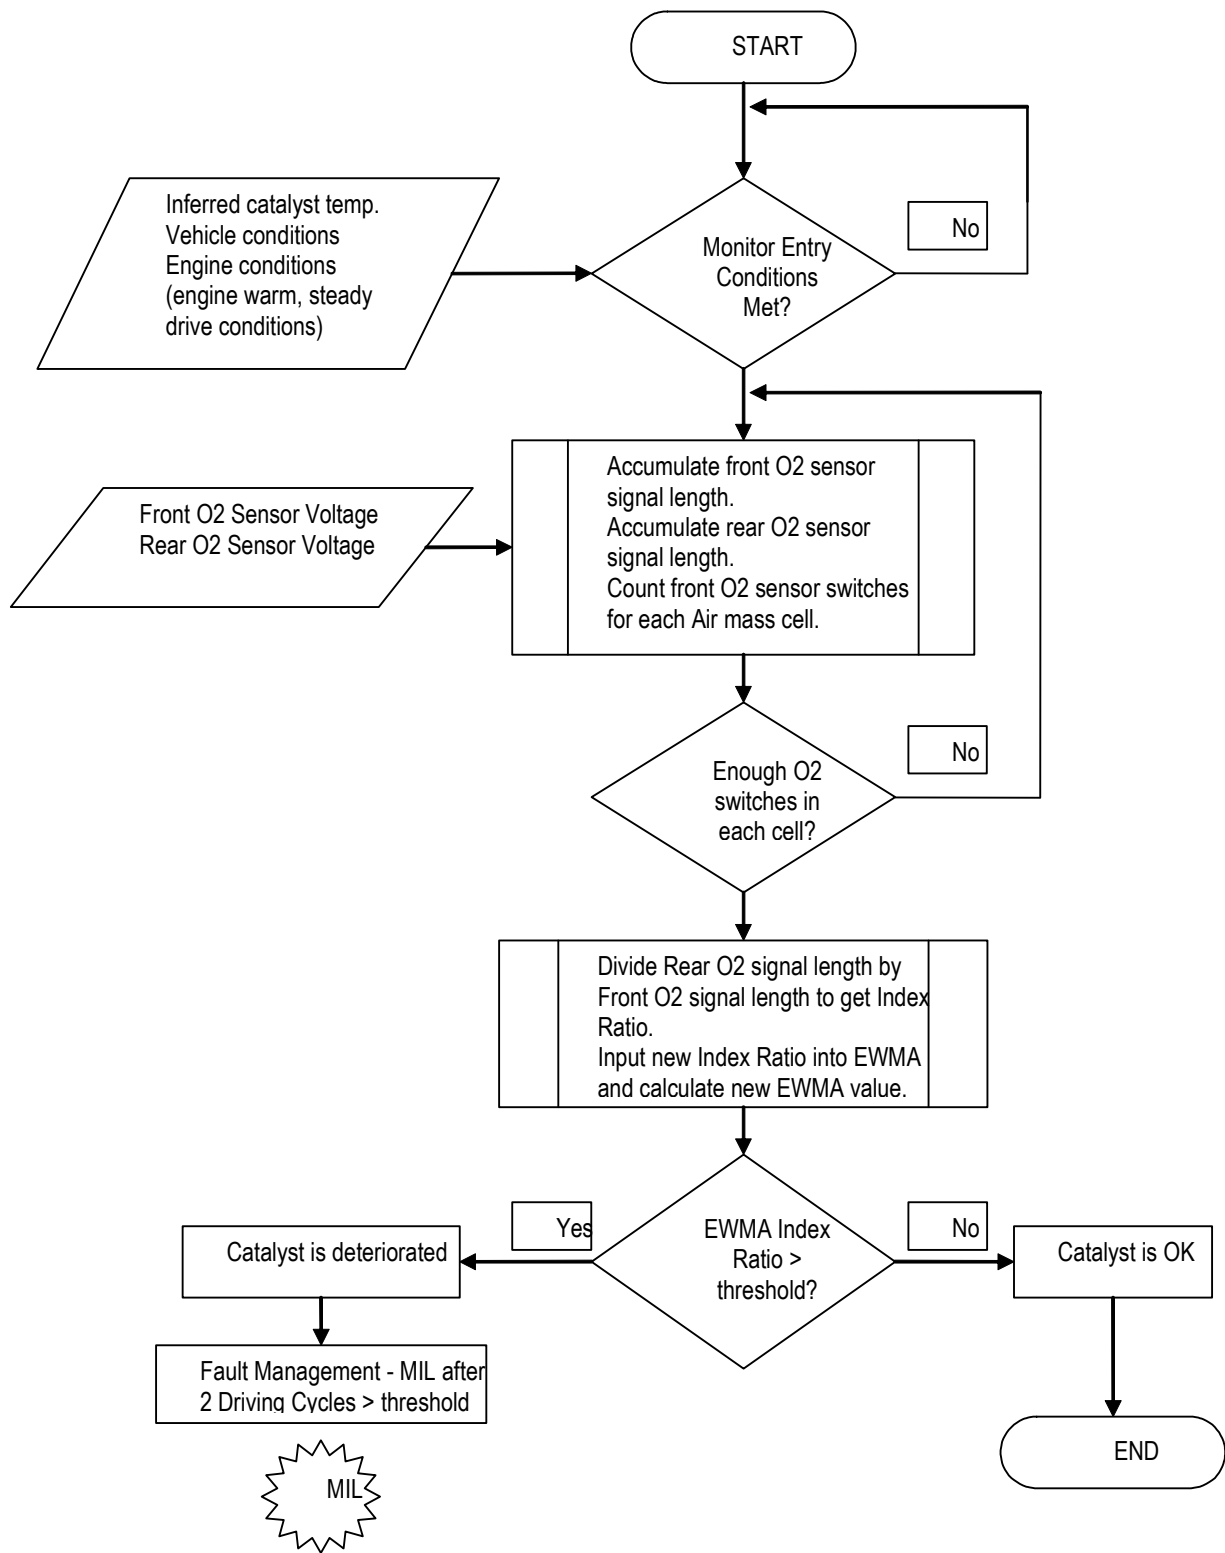 START
Inferred catalyst temp.
Vehicle conditions
Engine conditions
(engine warm, steady
drive conditions)
Monitor Entry
Conditions
Met?
No
Front O2 Sensor Voltage
Rear O2 Sensor Voltage
Accumulate front O2 sensor
signal length.
Accumulate rear O2 sensor
signal length.
Count front O2 sensor switches
for each Air mass cell.
Enough O2
switches in
each cell?
No
Divide Rear O2 signal length by
Front O2 signal length to get Index
Ratio.
Input new Index Ratio into EWMA
and calculate new EWMA value.
Yes
EWMA Index
Ratio >
threshold?
No
Catalyst is deteriorated
Catalyst is OK
Fault Management - MIL after
2 Driving Cycles > threshold
MIL
END